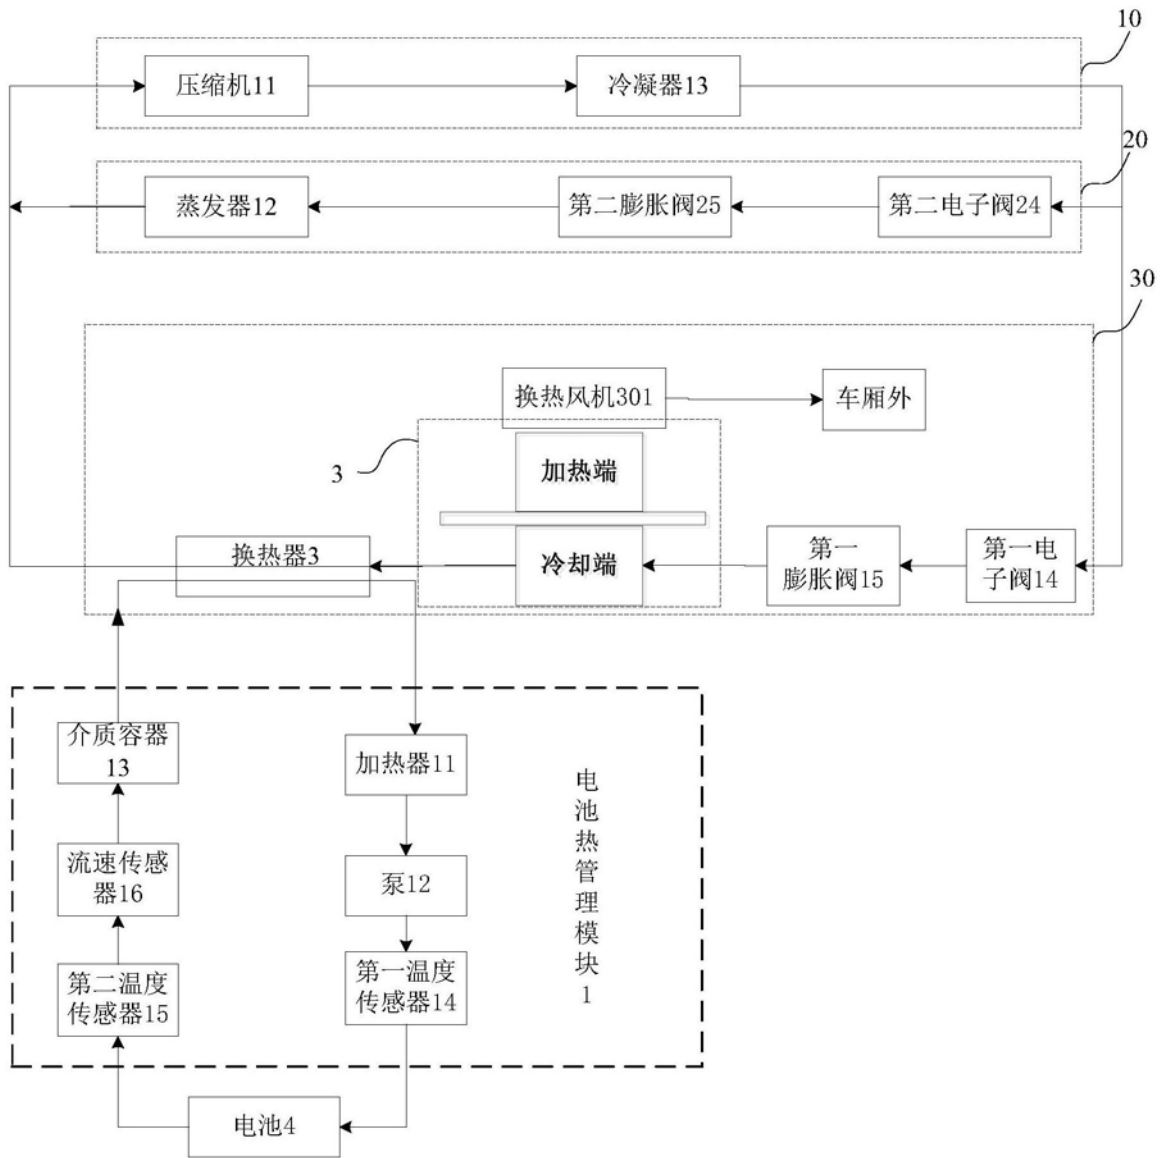 10
压缩机11
冷凝器13
20
蒸发器12
第二膨胀阀25
第二电子阀24
30
换热风机301
车厢外
3
加热端
换热器3
冷却端
第一
膨胀阀15
第一电
子阀14
介质容器
13
加热器11
电
池
热
管
理
模
块
1
流速传感
器16
泵12
第二温度
传感器15
第一温度
传感器14
电池4